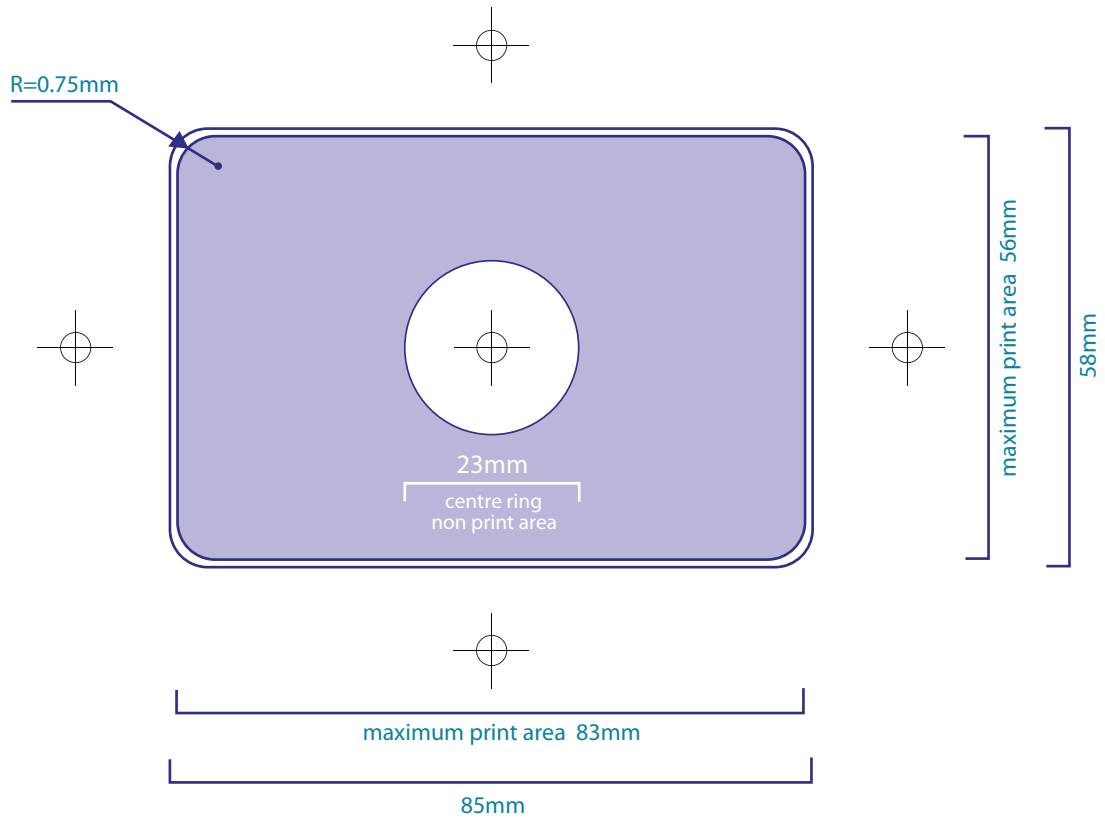 R=0.75mm
23mm
centre ring
non print area
maximum print area  56mm
58mm
maximum print area  83mm
85mm